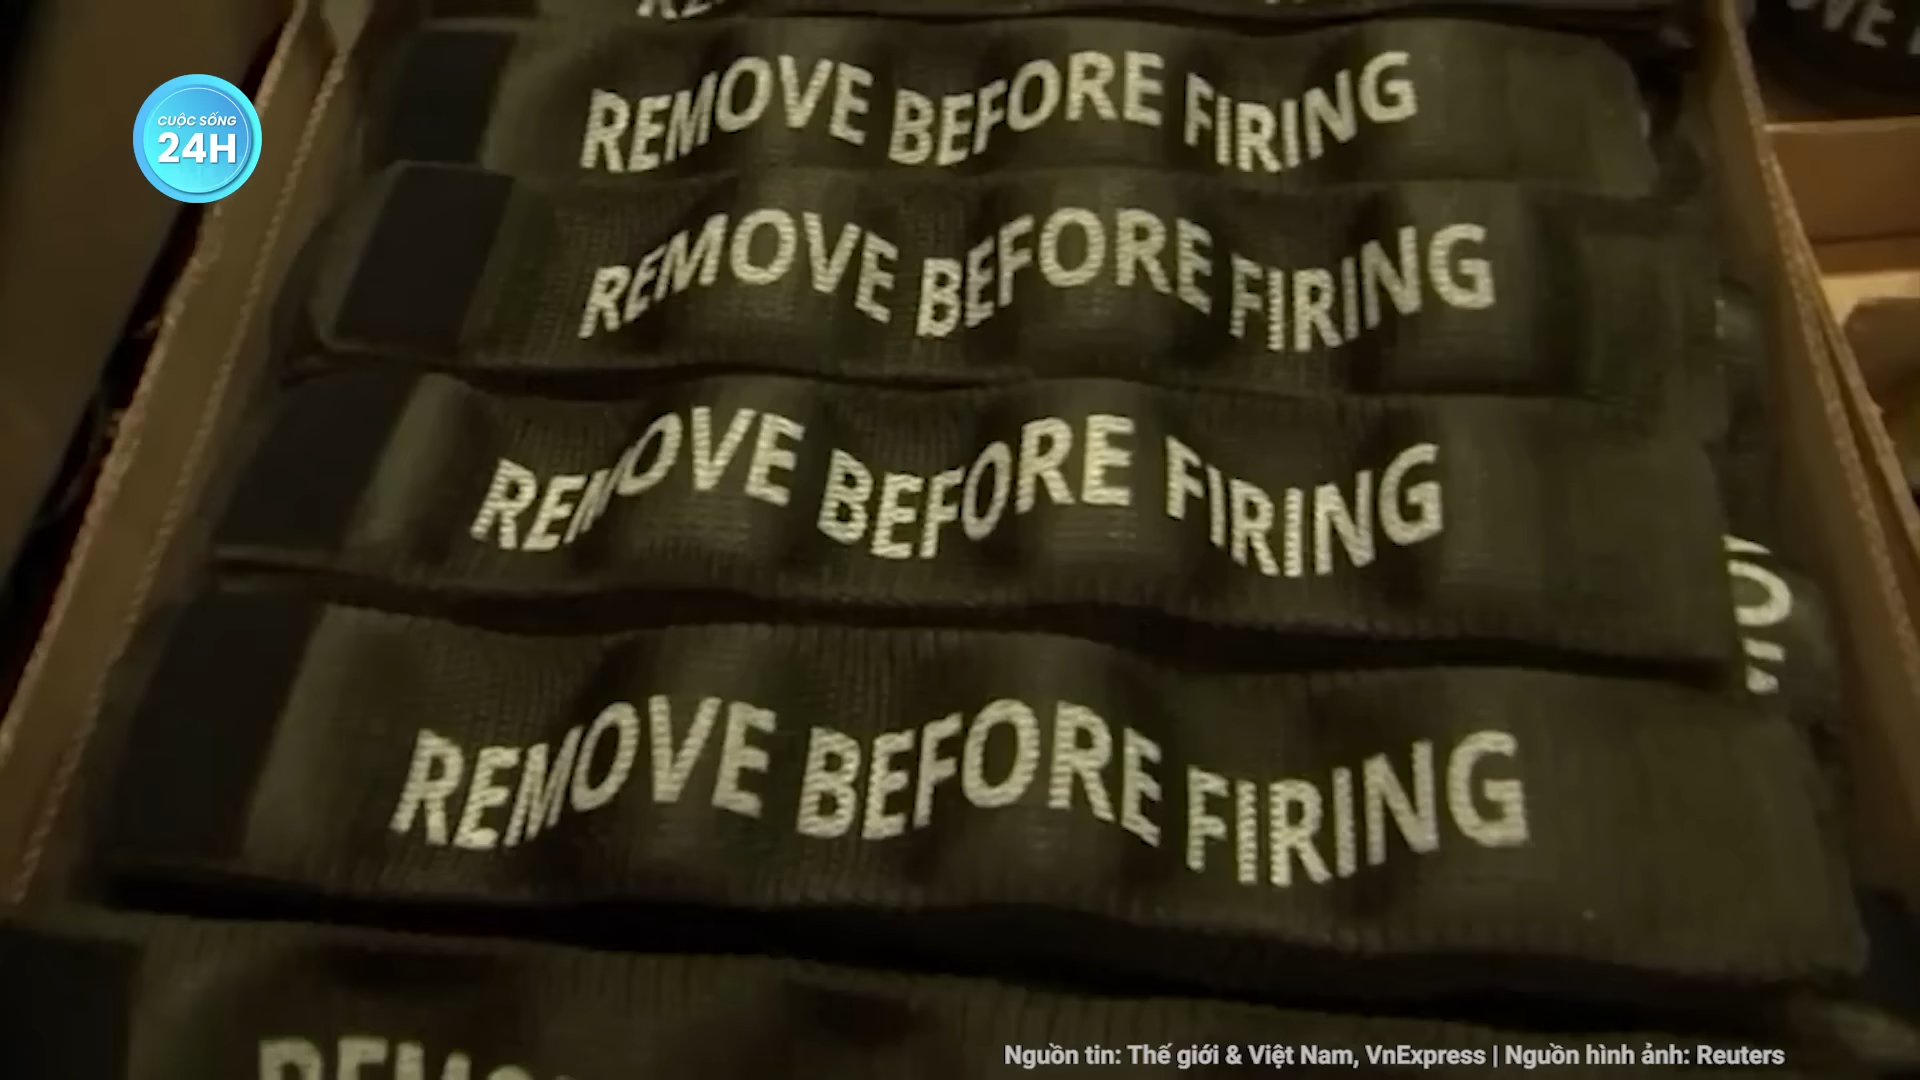 CUỘC SỐNG
24H
REMOVE BEFORE FIRING
REMOVE BEFORE FIRING
REMOVE BEFORE FIRING
REMOVE BEFORE FIRING
Nguồn tin: Thế giới & Việt Nam, VnExpress | Nguồn hình ảnh: Reuters